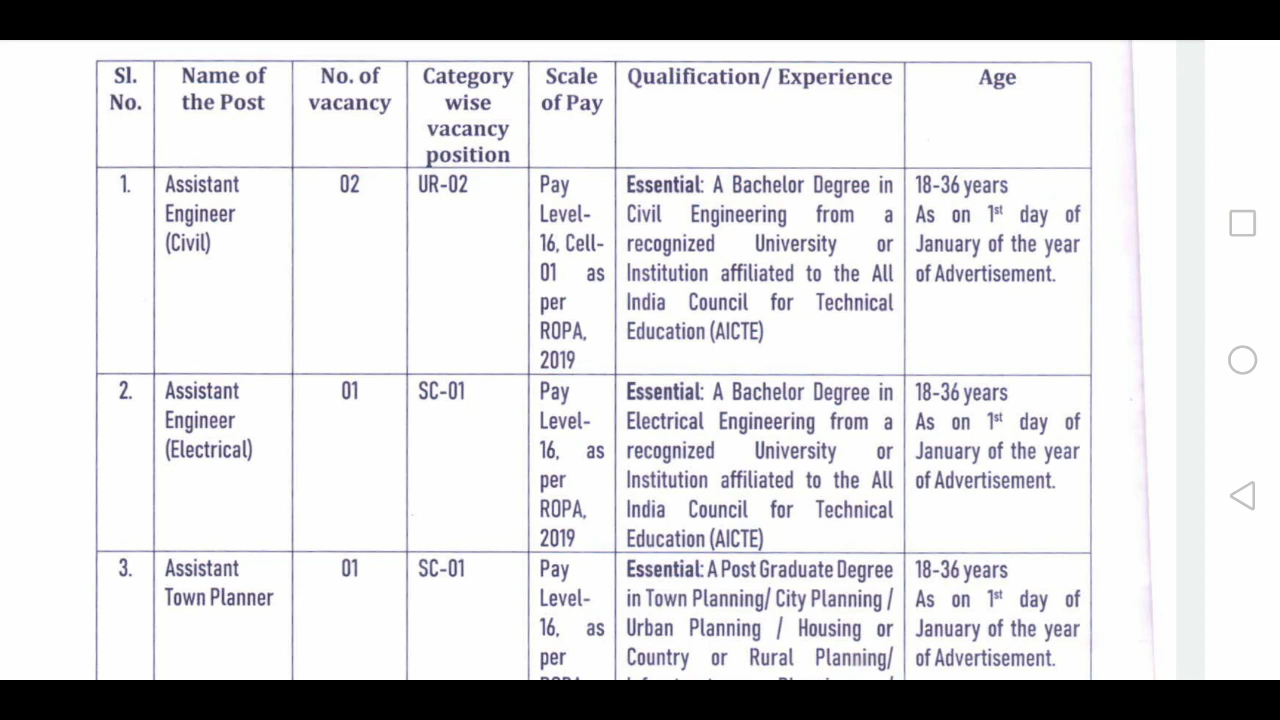 Sl. No.
Name of the Post
No. of vacancy
Category wise vacancy position
Scale of Pay
Qualification/ Experience
Age
1.
Assistant
Engineer
(Civil)
02
UR-02
Pay
Level-
16, Cell-
01 as
per
ROPA,
2019
Essential: A Bachelor Degree in
Civil Engineering from a
recognized University or
Institution affiliated to the All
India Council for Technical
Education (AICTE)
18-36 years
As on 1st day of
January of the year
of Advertisement.
2.
Assistant
Engineer
(Electrical)
01
SC-01
Pay
Level-
16, as
per
ROPA,
2019
Essential: A Bachelor Degree in
Electrical Engineering from a
recognized University or
Institution affiliated to the All
India Council for Technical
Education (AICTE)
18-36 years
As on 1st day of
January of the year
of Advertisement.
3.
Assistant
Town Planner
01
SC-01
Pay
Level-
16, as
per
Essential: A Post Graduate Degree
in Town Planning/ City Planning /
Urban Planning / Housing or
Country or Rural Planning/
18-36 years
As on 1st day of
January of the year
of Advertisement.